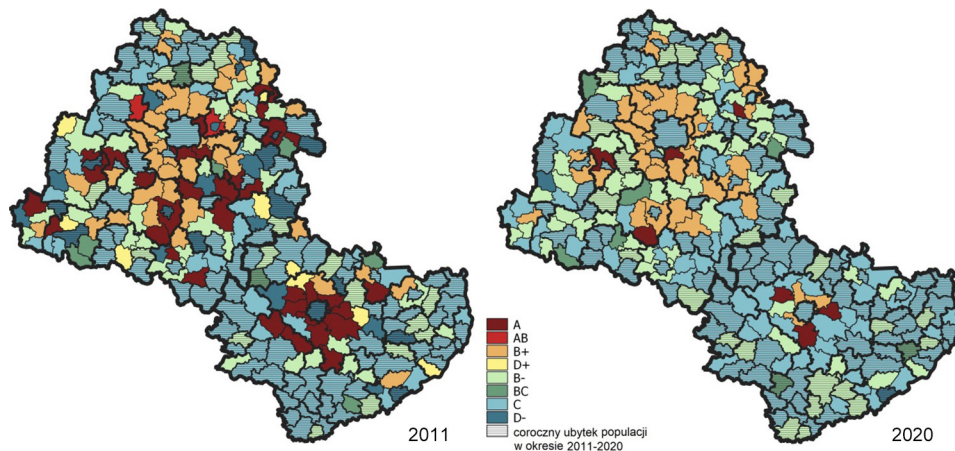 A
AB
B+
D+
B-
BC
C
D-
coroczny ubytek populacji
w okresie 2011-2020
2011
2020